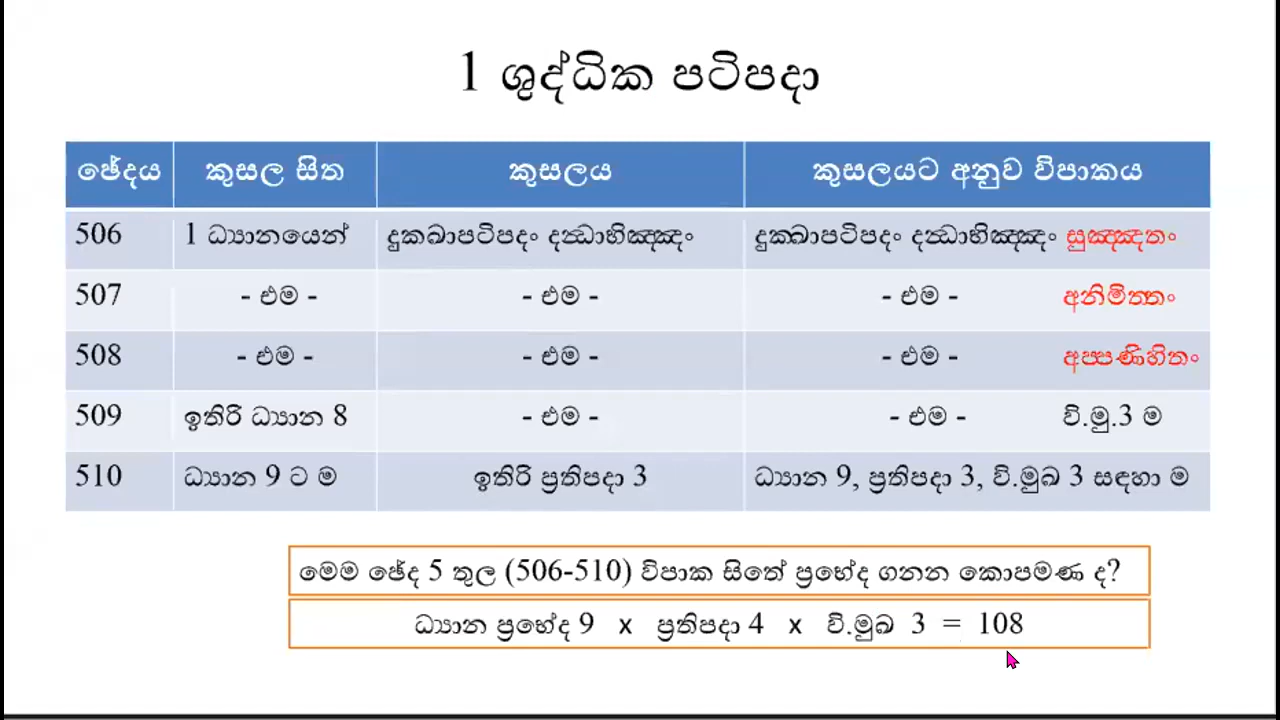 1 ශුද්ධික පටිපදා
ඡේදය කුසල සිත කුසලය කුසලයට අනුව විපාකය
506 1 ධ්‍යානයෙන් දුකඛාපටිපදං දන්‍ධාභිඤ්ඤං දුක්‍ඛාපටිපදං දන්‍ධාභිඤ්ඤං සුඤ්ඤතං
507 - එම - - එම - - එම - අනිමිත්‍තං
508 - එම - - එම - - එම - අප්‍පණිහිතං
509 ඉතිරි ධ්‍යාන 8 - එම - - එම - වි.මු.3 ම
510 ධ්‍යාන 9 ට ම ඉතිරි ප්‍රතිපදා 3 ධ්‍යාන 9, ප්‍රතිපදා 3, වි.මුඛ 3 සඳහා ම
මෙම ඡේද 5 තුල (506-510) විපාක සිතේ ප්‍රභේද ගනන කොපමණ ද?
ධ්‍යාන ප්‍රභේද 9 x ප්‍රතිපදා 4 x වි.මුඛ 3 = 108